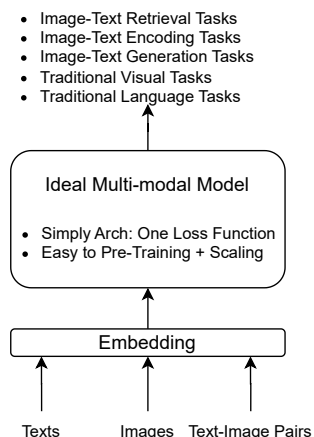 • Image-Text Retrieval Tasks
• Image-Text Encoding Tasks
• Image-Text Generation Tasks
• Traditional Visual Tasks
• Traditional Language Tasks
Ideal Multi-modal Model
• Simply Arch: One Loss Function
• Easy to Pre-Training + Scaling
Embedding
Texts Images Text-Image Pairs